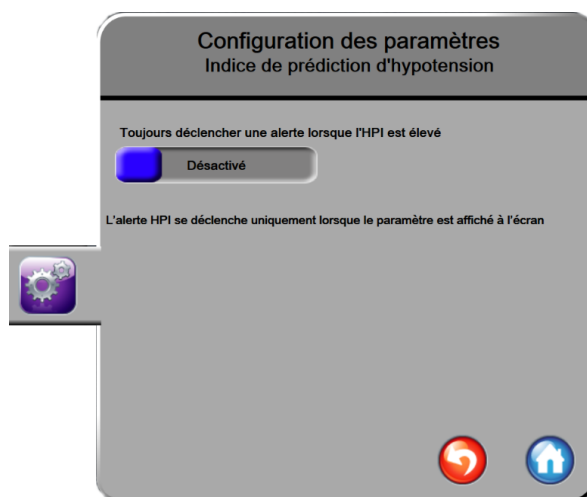 Configuration des paramètres
Indice de prédiction d'hypotension
Toujours déclencher une alerte lorsque l'HPI est élevé
Désactivé
L'alerte HPI se déclenche uniquement lorsque le paramètre est affiché à l'écran